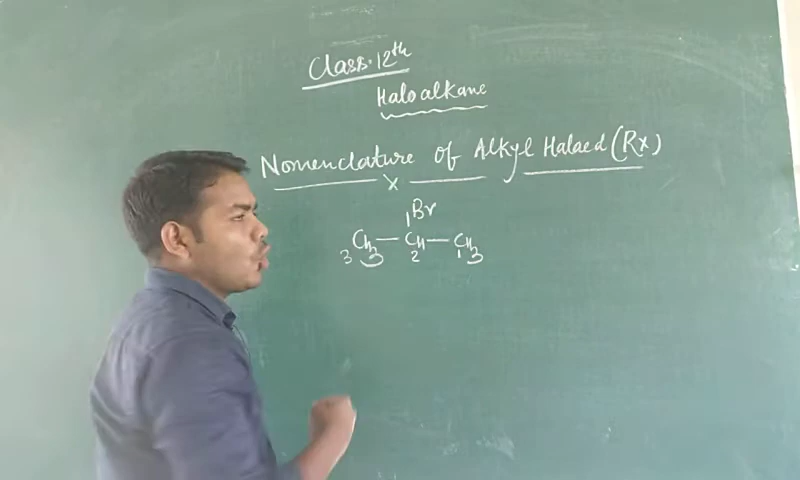 Class. 12th
Haloalkane
Nomenclature of Alkyl Halaed (Rx)
x
Br
CH3—CH—CH3
3 2 1